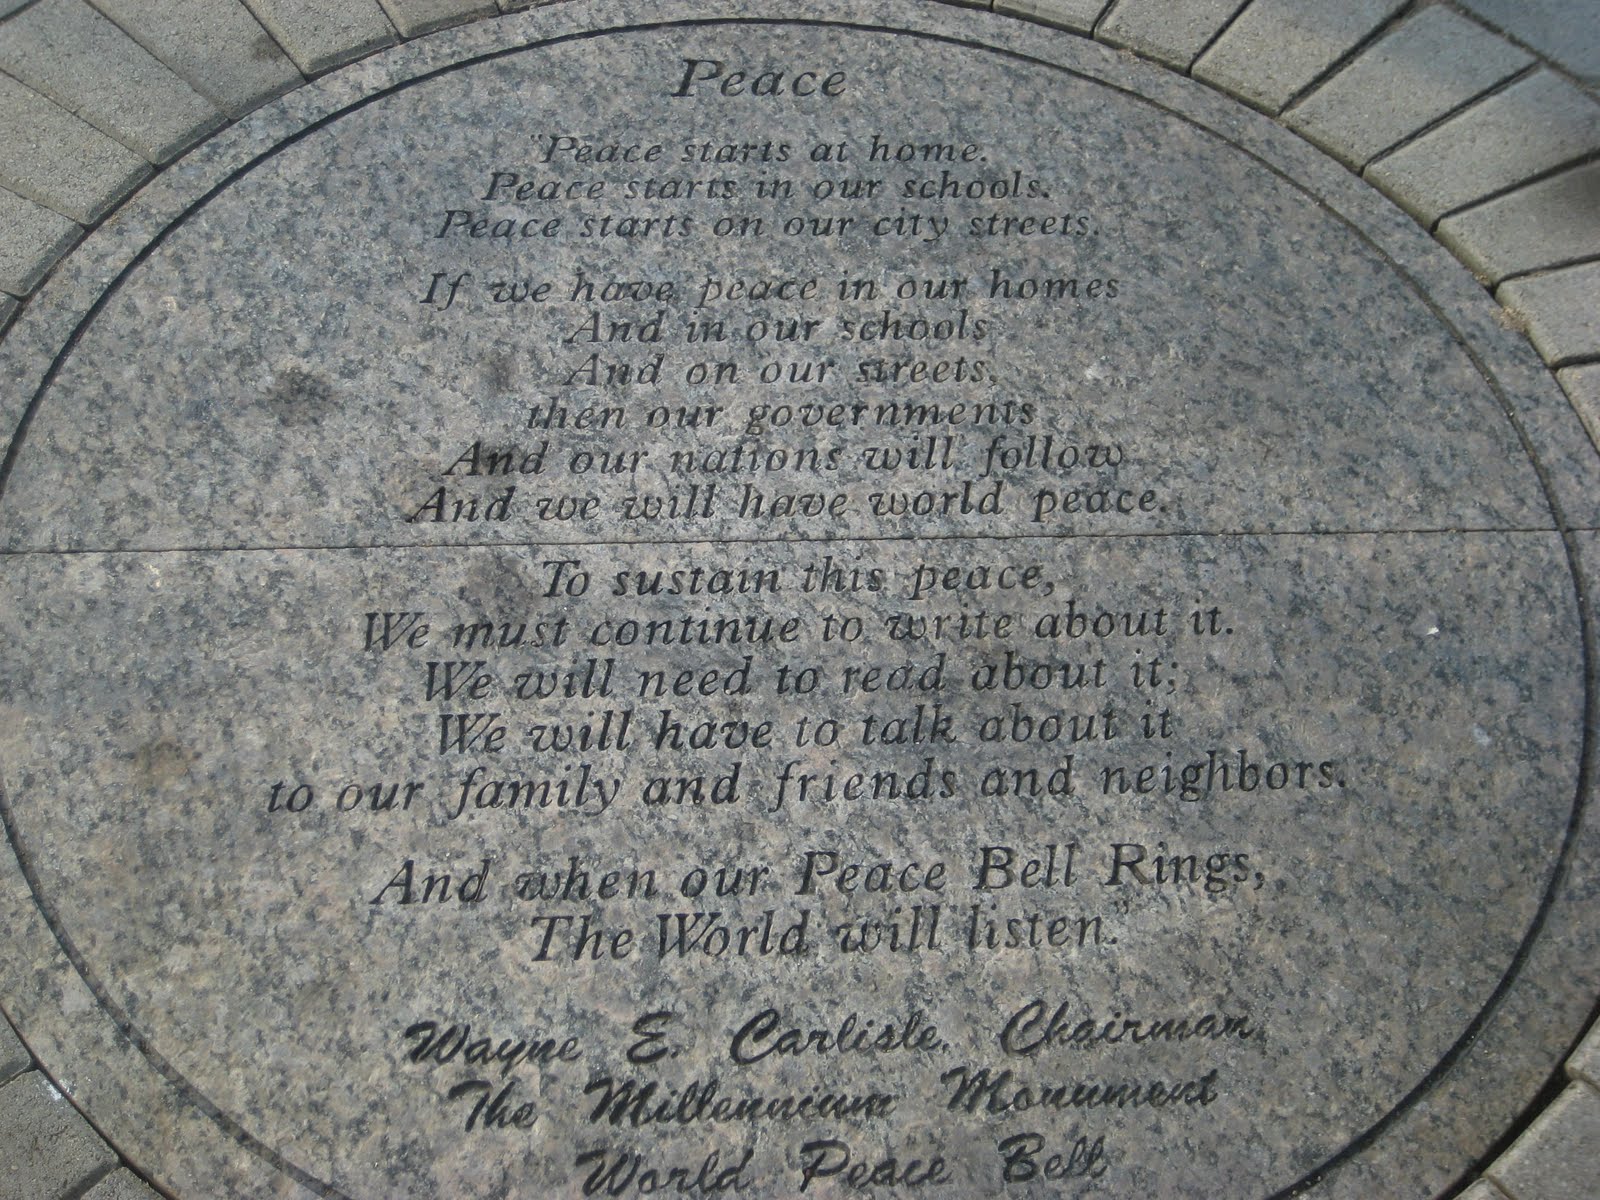 Peace
"Peace starts at home.
Peace starts in our schools.
Peace starts on our city streets.
If we have peace in our homes
And in our schools
And on our streets,
then our governments
And our nations will follow
And we will have world peace.
To sustain this peace,
We must continue to write about it.
We will need to read about it;
We will have to talk about it
to our family and friends and neighbors.
And when our Peace Bell Rings,
The World will listen."
Wayne E. Carlisle, Chairman
The Millennium Monument
World Peace Bell